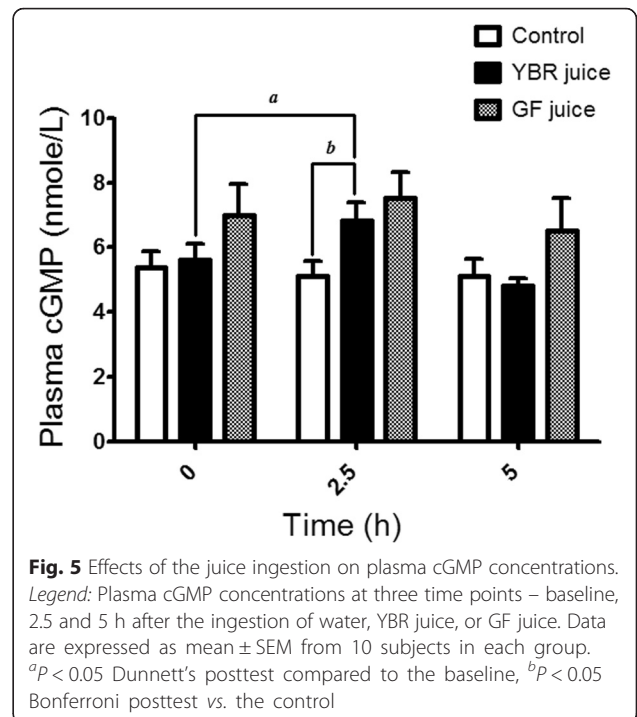 Control
YBR juice
GF juice
Plasma cGMP (nmole/L)
10
8
6
4
2
0
a
b
0
2.5
5
Time (h)
Fig. 5 Effects of the juice ingestion on plasma cGMP concentrations.
Legend: Plasma cGMP concentrations at three time points – baseline,
2.5 and 5 h after the ingestion of water, YBR juice, or GF juice. Data
are expressed as mean ± SEM from 10 subjects in each group.
ᵃP < 0.05 Dunnett's posttest compared to the baseline, ᵇP < 0.05
Bonferroni posttest vs. the control